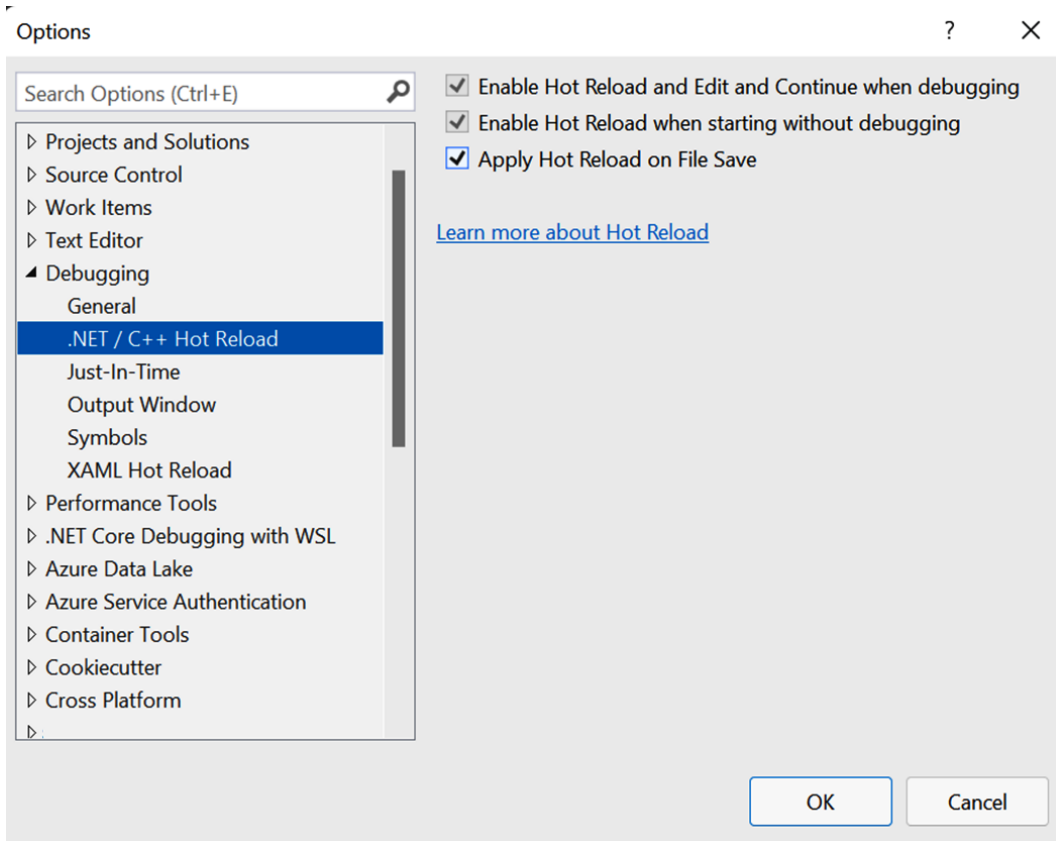 Options
?
Search Options (Ctrl+E)
Projects and Solutions
Source Control
Work Items
Text Editor
Debugging
General
.NET / C++ Hot Reload
Just-In-Time
Output Window
Symbols
XAML Hot Reload
Performance Tools
.NET Core Debugging with WSL
Azure Data Lake
Azure Service Authentication
Container Tools
Cookiecutter
Cross Platform
Enable Hot Reload and Edit and Continue when debugging
Enable Hot Reload when starting without debugging
Apply Hot Reload on File Save
Learn more about Hot Reload
OK
Cancel